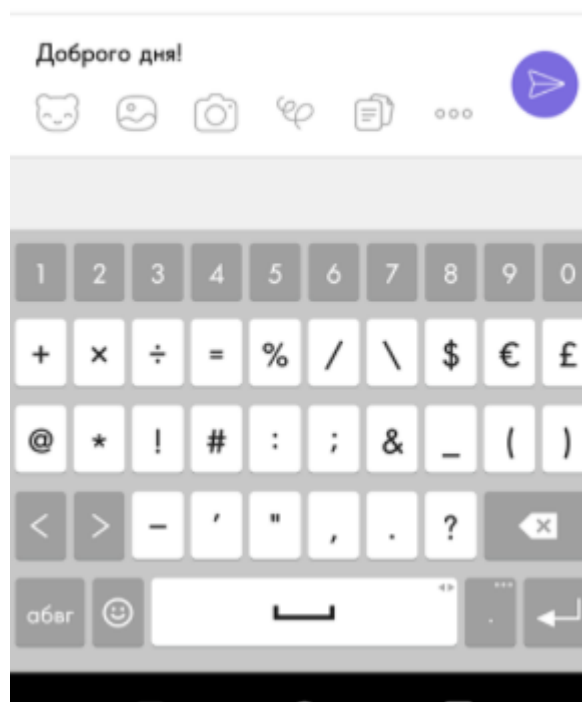 Доброго дня!
1 2 3 4 5 6 7 8 9 0
+ × ÷ = % / \ $ € £
@ * ! # : ; & _ ( )
< > – ' " , . ?
абвг .